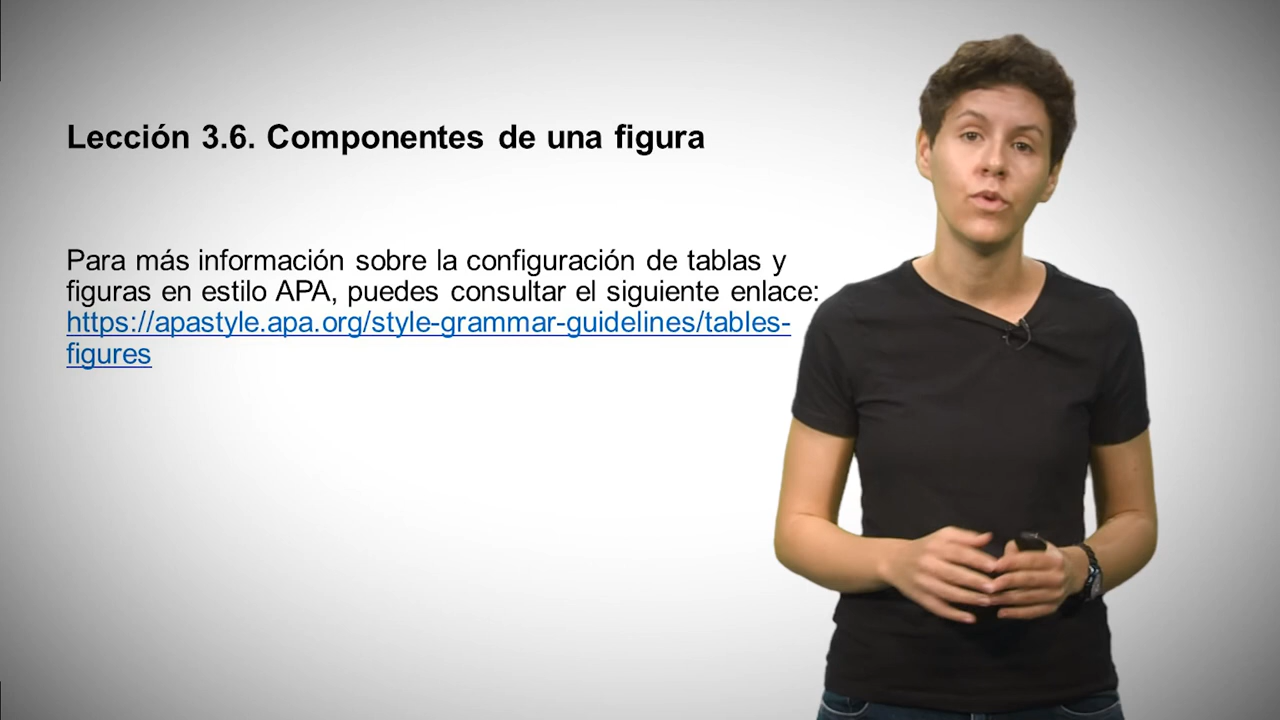 Lección 3.6. Componentes de una figura
Para más información sobre la configuración de tablas y
figuras en estilo APA, puedes consultar el siguiente enlace:
https://apastyle.apa.org/style-grammar-guidelines/tables-
figures